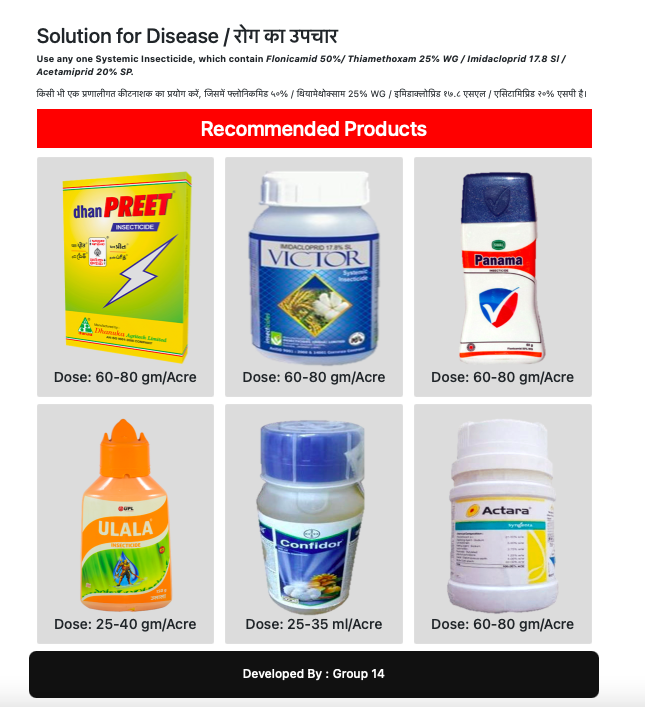 Solution for Disease / रोग का उपचार
Use any one Systemic Insecticide, which contain Flonicamid 50%/ Thiamethoxam 25% WG / Imidacloprid 17.8 Sl /
Acetamiprid 20% SP.
किसी भी एक प्रणालीगत कीटनाशक का प्रयोग करें, जिसमें फ्लोनिकमिड ५०% / थियामेथोक्साम 25% WG / इमिडाक्लोप्रिड १७.८ एसएल / एसिटामिप्रिड २०% एसपी है।
Recommended Products
dhan PREET
INSECTICIDE
Dhanuka Agritech Limited
Dose: 60-80 gm/Acre
IMIDACLOPRID 17.8% SL
VICTOR
Systemic
Insecticide
Dose: 60-80 gm/Acre
Panama
INSECTICIDE
Dose: 60-80 gm/Acre
UPL
ULALA
INSECTICIDE
Dose: 25-40 gm/Acre
BAYER
Confidor
Dose: 25-35 ml/Acre
Actara
syngenta
Dose: 60-80 gm/Acre
Developed By : Group 14